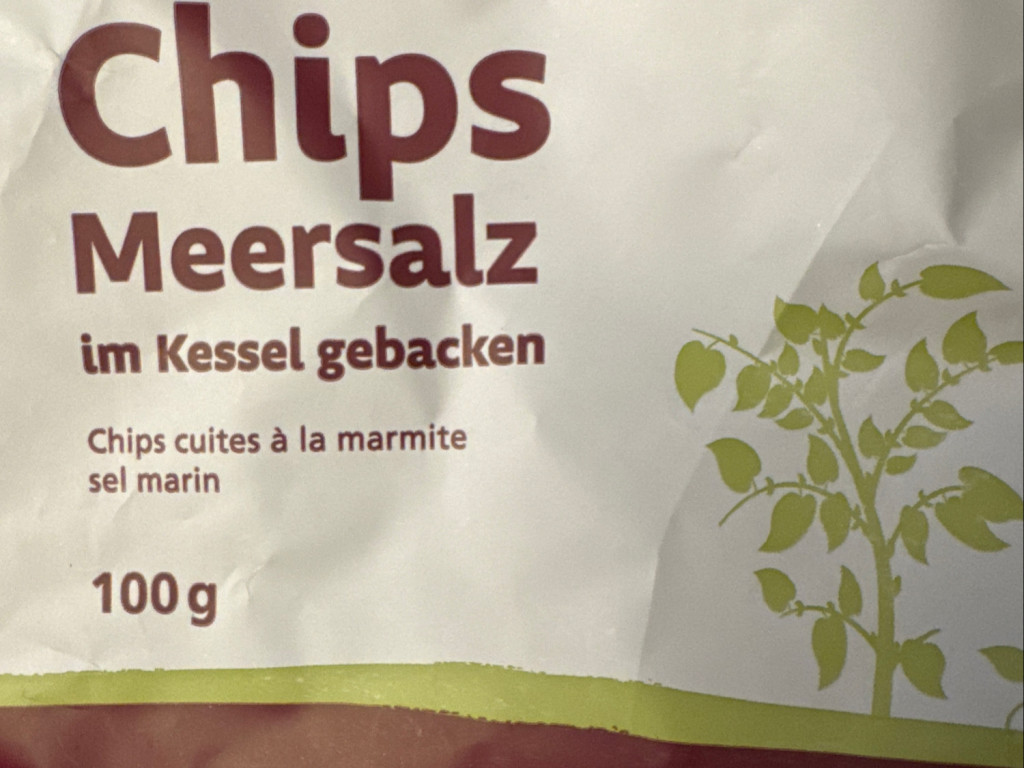 Chips
Meersalz
im Kessel gebacken
Chips cuites à la marmite
sel marin
100 g